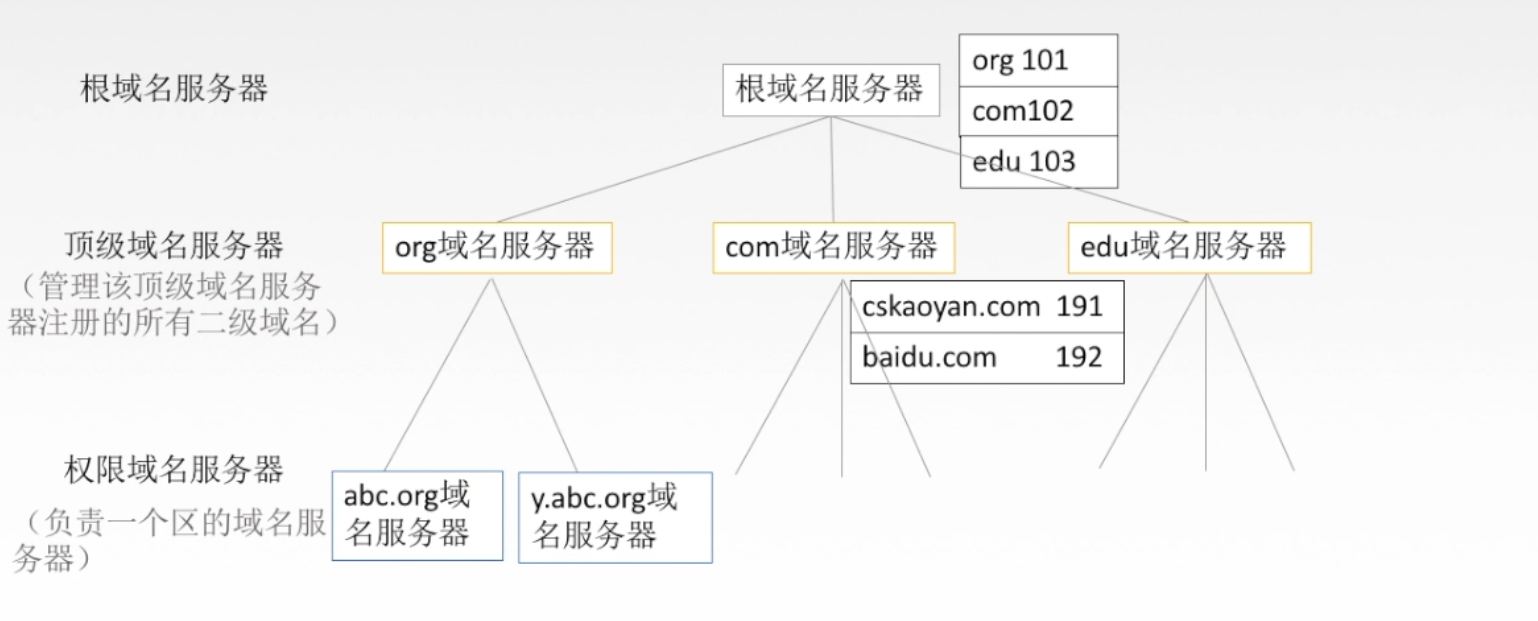 根域名服务器
根域名服务器
org 101
com102
edu 103
顶级域名服务器
（管理该顶级域名服务
器注册的所有二级域名）
org域名服务器
com域名服务器
edu域名服务器
cskaoyan.com 191
baidu.com 192
权限域名服务器
（负责一个区的域名服
务器）
abc.org域
名服务器
y.abc.org域
名服务器